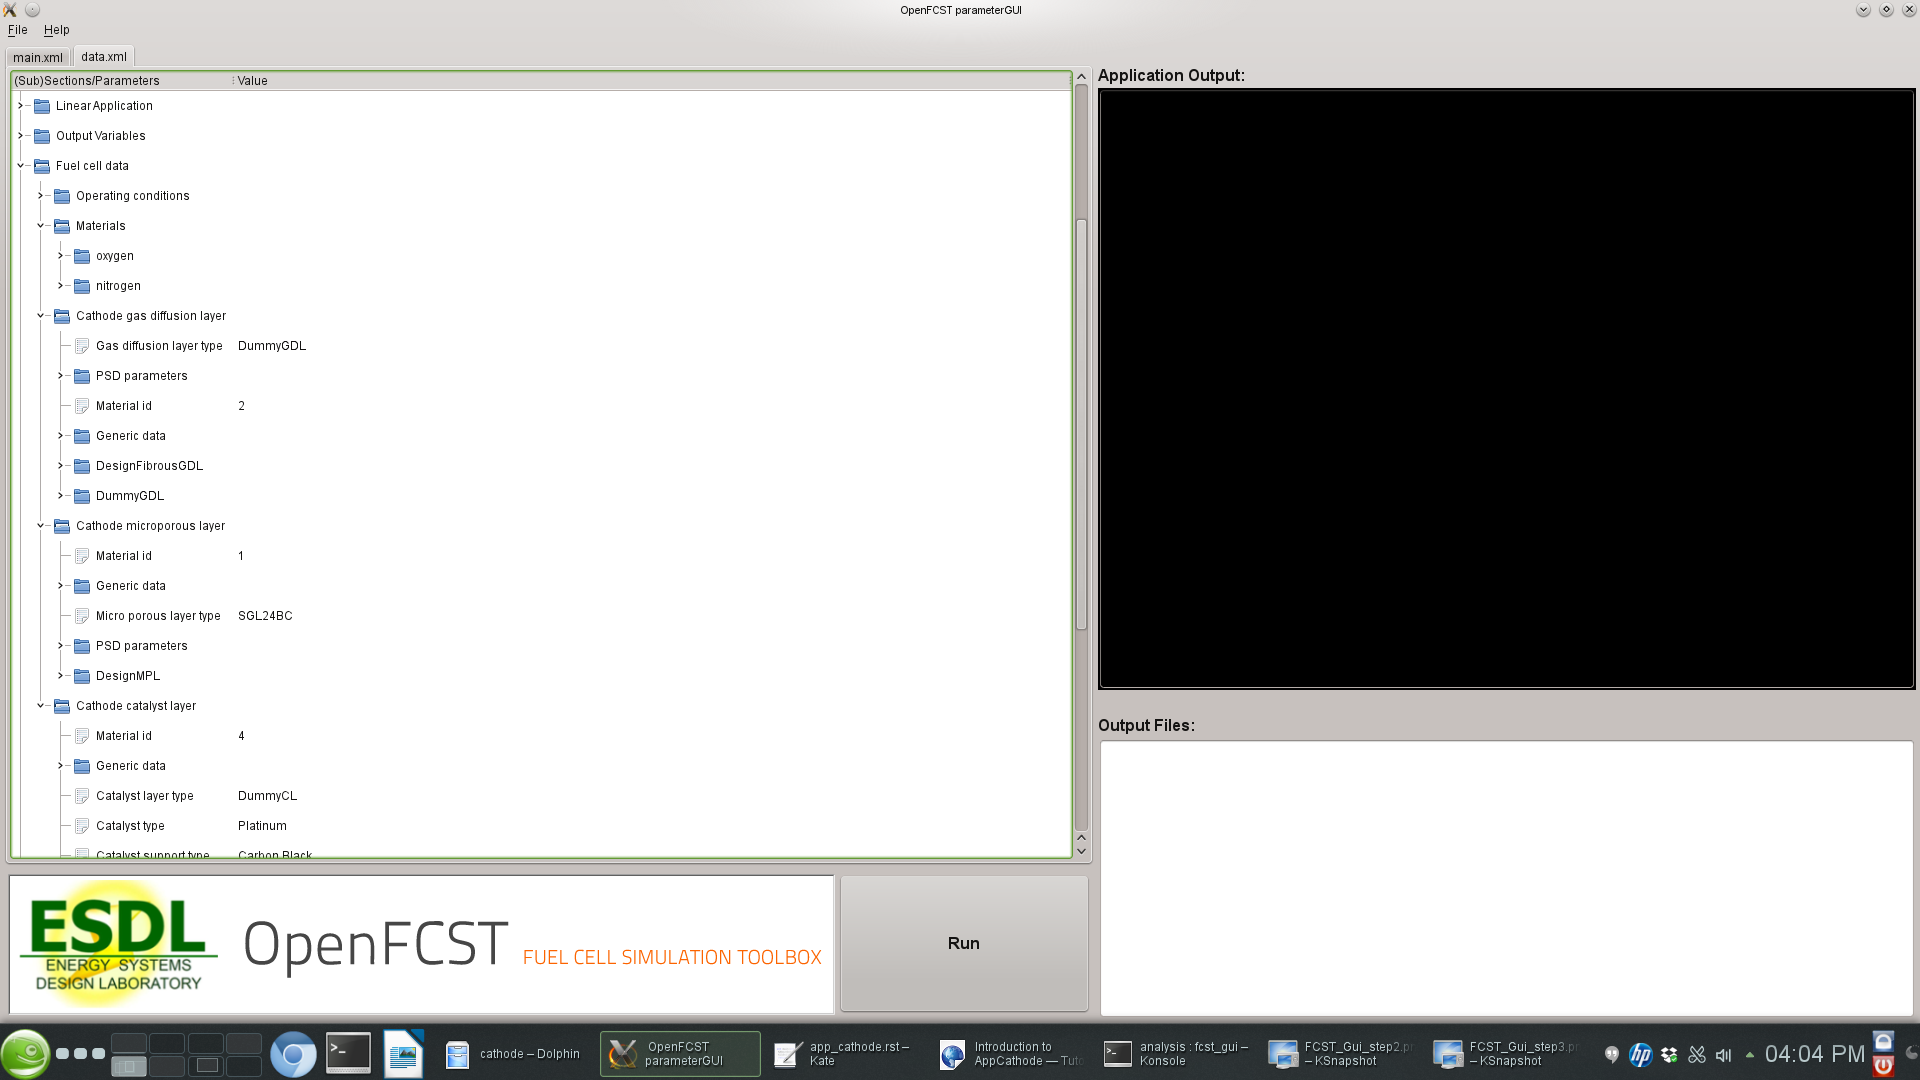 OpenFCST parameterGUI
File Help
main.xml data.xml
(Sub)Sections/Parameters Value
Linear Application
Output Variables
Fuel cell data
Operating conditions
Materials
oxygen
nitrogen
Cathode gas diffusion layer
Gas diffusion layer type DummyGDL
PSD parameters
Material id 2
Generic data
DesignFibrousGDL
DummyGDL
Cathode microporous layer
Material id 1
Generic data
Micro porous layer type SGL24BC
PSD parameters
DesignMPL
Cathode catalyst layer
Material id 4
Generic data
Catalyst layer type DummyCL
Catalyst type Platinum
Catalyst support type Carbon Black
Application Output:
Output Files:
ESDL
ENERGY SYSTEMS
DESIGN LABORATORY
OpenFCST FUEL CELL SIMULATION TOOLBOX
Run
cathode – Dolphin
OpenFCST
parameterGUI
app_cathode.rst –
Kate
Introduction to
AppCathode — Tuto
analysis : fcst_gui –
Konsole
FCST_Gui_step2.pr
– KSnapshot
FCST_Gui_step3.pr
– KSnapshot
hp
04:04 PM